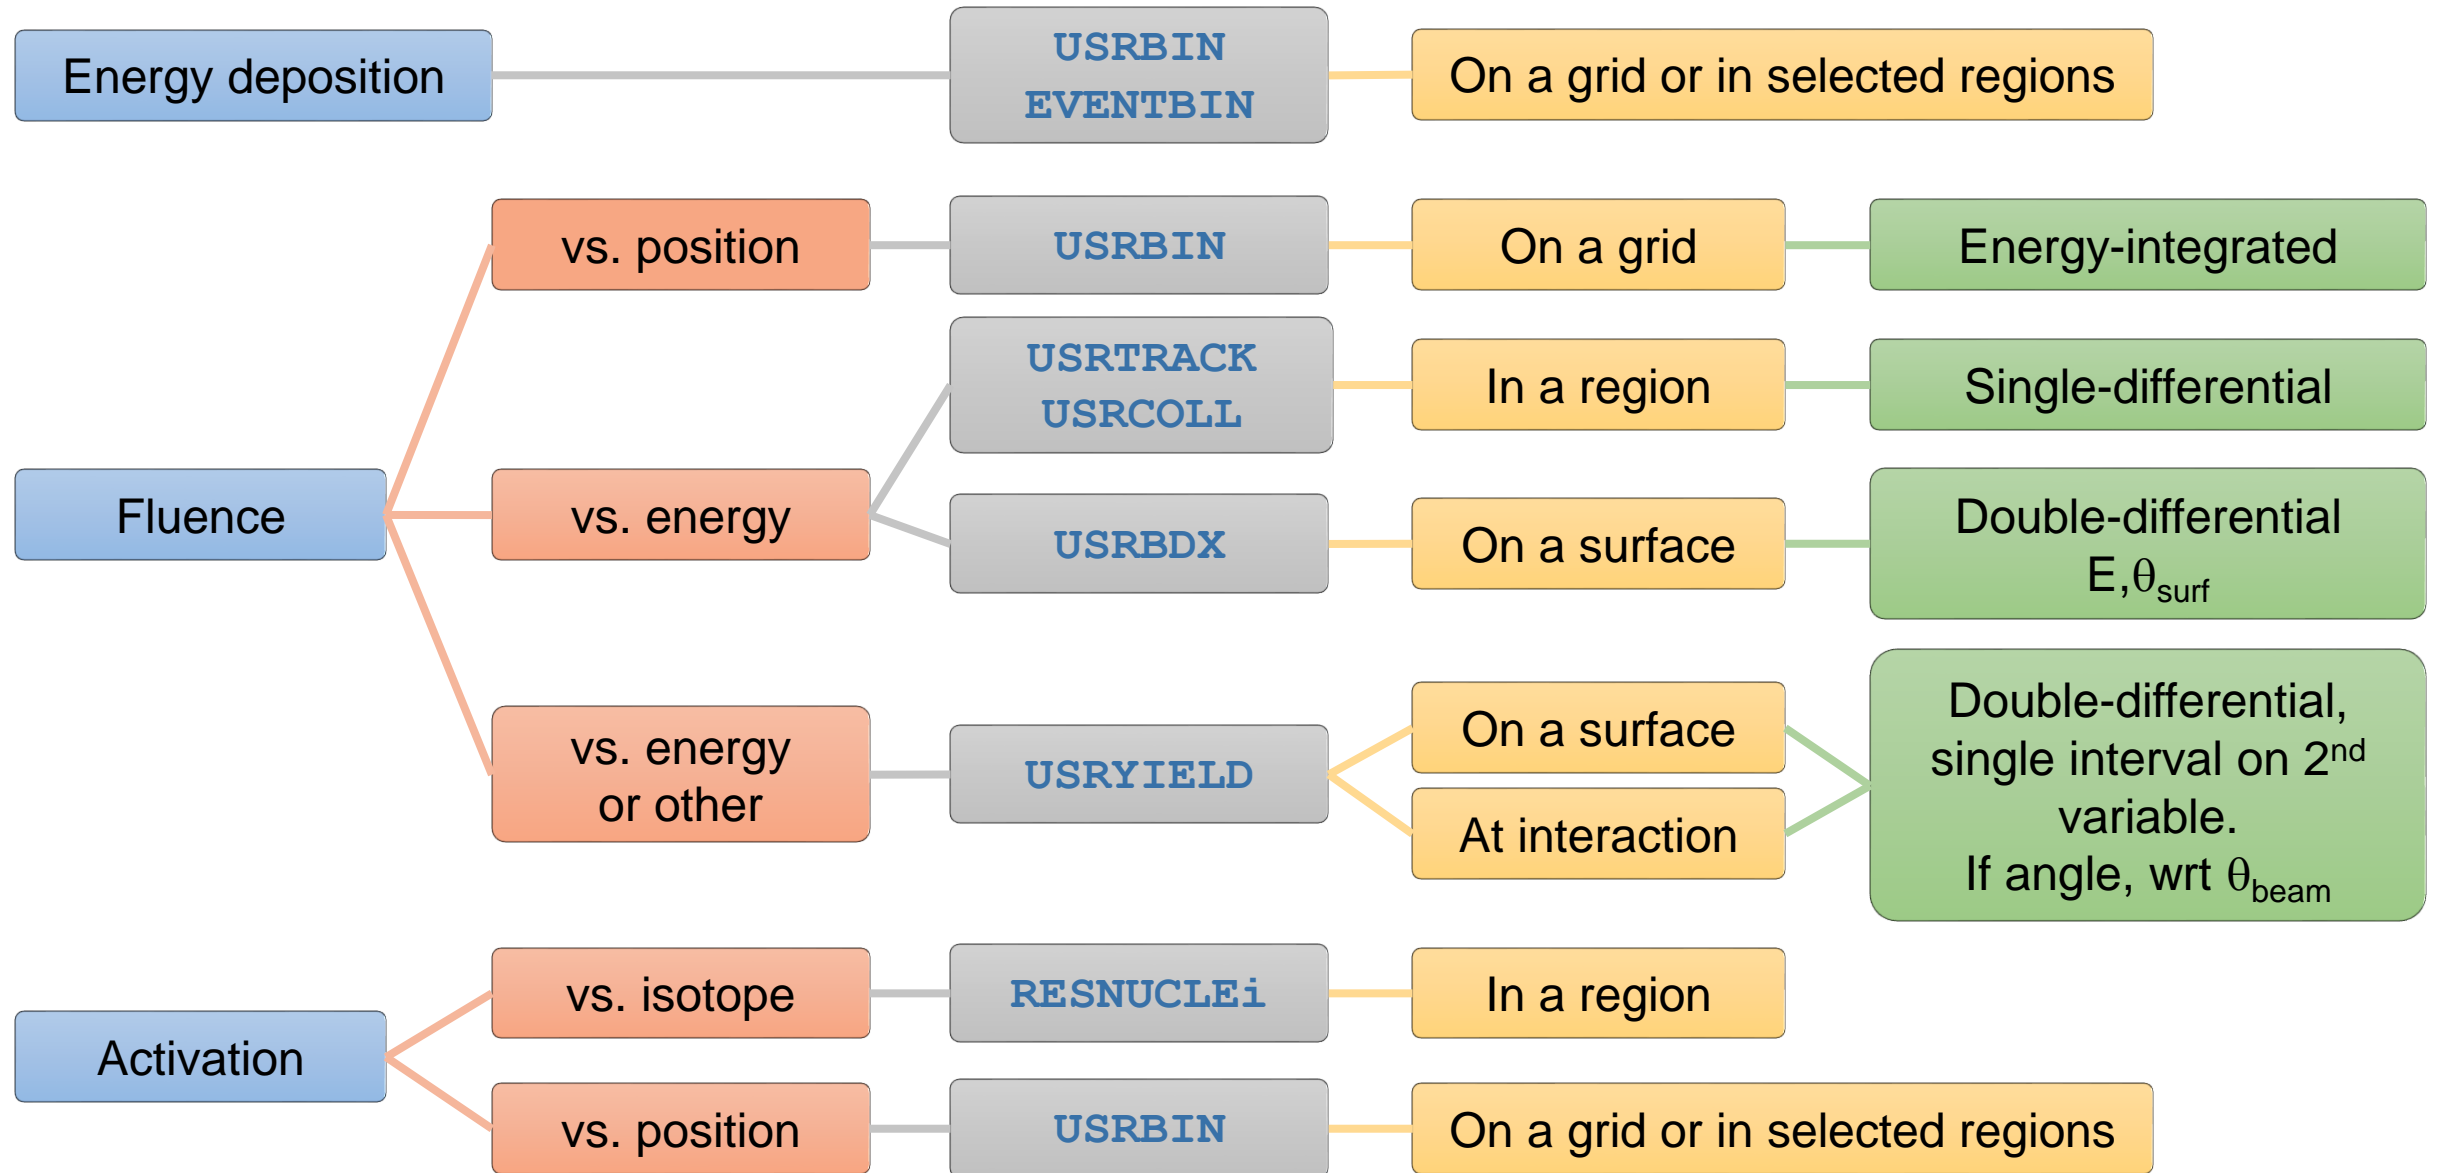 Energy deposition
USRBIN
EVENTBIN
On a grid or in selected regions
vs. position
USRBIN
On a grid
Energy-integrated
USRTRACK
USRCOLL
In a region
Single-differential
Fluence
vs. energy
USRBDX
On a surface
Double-differential
E,θsurf
vs. energy
or other
USRYIELD
On a surface
At interaction
Double-differential,
single interval on 2nd
variable.
If angle, wrt θbeam
Activation
vs. isotope
RESNUCLEi
In a region
vs. position
USRBIN
On a grid or in selected regions